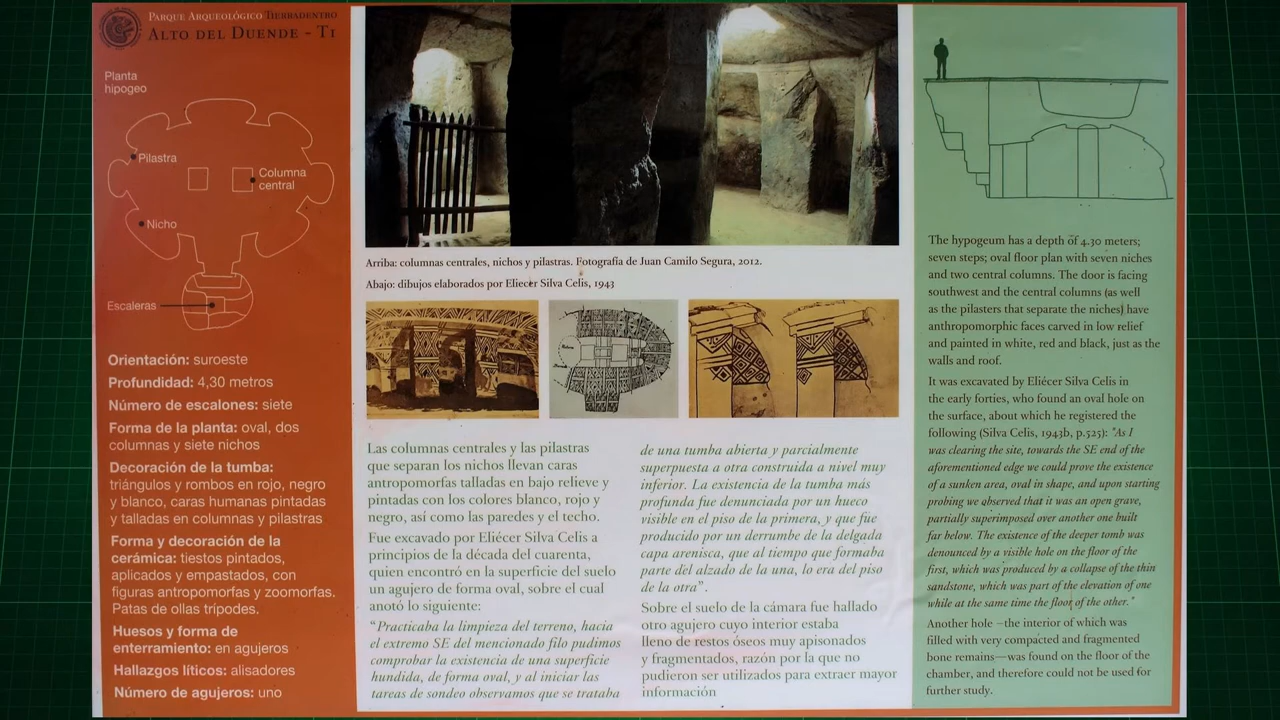 PARQUE ARQUEOLÓGICO TIERRADENTRO
ALTO DEL DUENDE - T1
Planta
hipogeo
Pilastra
Columna
central
Nicho
Escaleras
Orientación: suroeste
Profundidad: 4,30 metros
Número de escalones: siete
Forma de la planta: oval, dos
columnas y siete nichos
Decoración de la tumba:
triángulos y rombos en rojo, negro
y blanco, caras humanas pintadas
y talladas en columnas y pilastras
Forma y decoración de la
cerámica: tiestos pintados,
aplicados y empastados, con
figuras antropomorfas y zoomorfas.
Patas de ollas trípodes.
Huesos y forma de
enterramiento: en agujeros
Hallazgos líticos: alisadores
Número de agujeros: uno
Arriba: columnas centrales, nichos y pilastras. Fotografía de Juan Camilo Segura, 2012.
Abajo: dibujos elaborados por Eliecer Silva Celis, 1943
Las columnas centrales y las pilastras
que separan los nichos llevan caras
antropomorfas talladas en bajo relieve y
pintadas con los colores blanco, rojo y
negro, así como las paredes y el techo.
Fue excavado por Eliécer Silva Celis a
principios de la década del cuarenta,
quien encontró en la superficie del suelo
un agujero de forma oval, sobre el cual
anotó lo siguiente:
"Practicaba la limpieza del terreno, hacia
el extremo SE del mencionado filo pudimos
comprobar la existencia de una superficie
hundida, de forma oval, y al iniciar las
tareas de sondeo observamos que se trataba
de una tumba abierta y parcialmente
superpuesta a otra construida a nivel muy
inferior. La existencia de la tumba más
profunda fue denunciada por un hueco
visible en el piso de la primera, y que fue
producido por un derrumbe de la delgada
capa arenisca, que al tiempo que formaba
parte del alzado de la una, lo era del piso
de la otra".
Sobre el suelo de la cámara fue hallado
otro agujero cuyo interior estaba
lleno de restos óseos muy apisonados
y fragmentados, razón por la que no
pudieron ser utilizados para extraer mayor
información
The hypogeum has a depth of 4.30 meters;
seven steps; oval floor plan with seven niches
and two central columns. The door is facing
southwest and the central columns (as well
as the pilasters that separate the niches) have
anthropomorphic faces carved in low relief
and painted in white, red and black, just as the
walls and roof.
It was excavated by Eliécer Silva Celis in
the early forties, who found an oval hole on
the surface, about which he registered the
following (Silva Celis, 1943b, p.525): "As I
was clearing the site, towards the SE end of the
aforementioned edge we could prove the existence
of a sunken area, oval in shape, and upon starting
probing we observed that it was an open grave,
partially superimposed over another one built
far below. The existence of the deeper tomb was
denounced by a visible hole on the floor of the
first, which was produced by a collapse of the thin
sandstone, which was part of the elevation of one
while at the same time the floor of the other."
Another hole –the interior of which was
filled with very compacted and fragmented
bone remains—was found on the floor of the
chamber, and therefore could not be used for
further study.